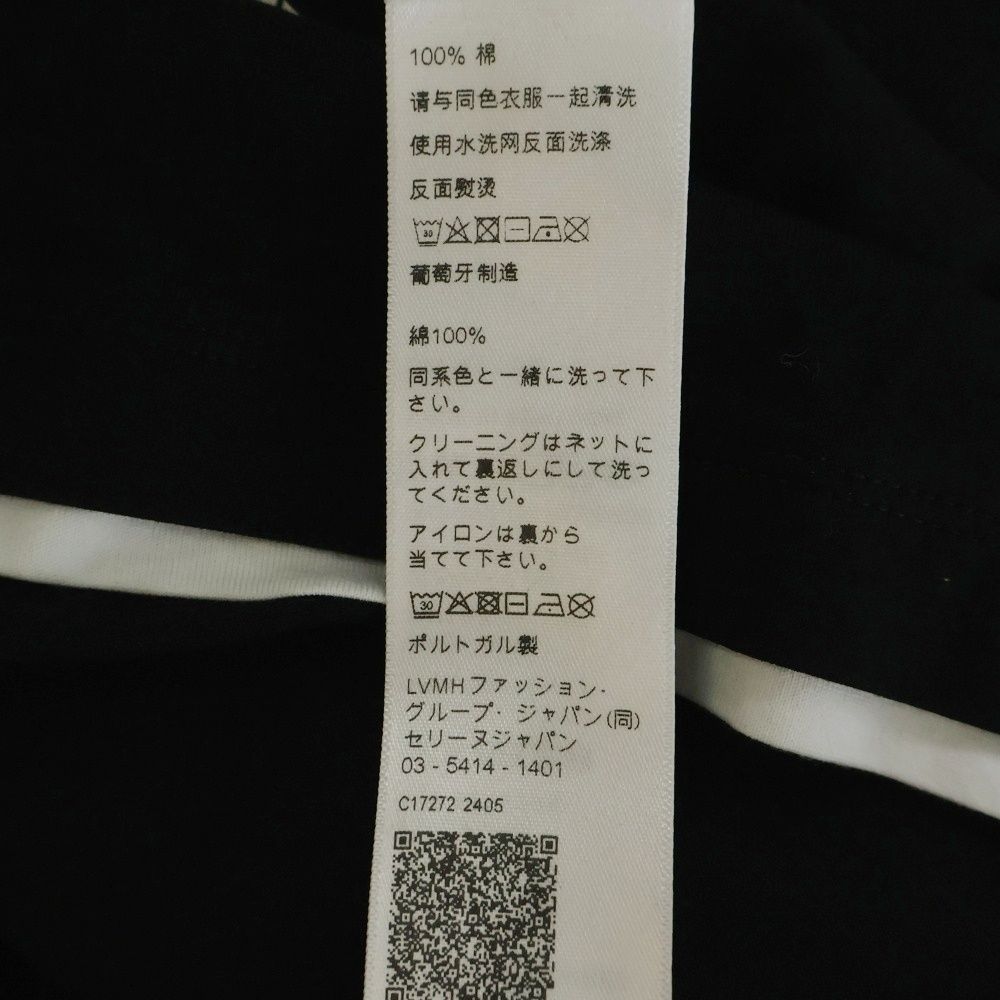 100% 棉
请与同色衣服一起清洗
使用水洗网反面洗涤
反面熨烫
30
葡萄牙制造
綿100%
同系色と一緒に洗って下
さい。
クリーニングはネットに
入れて裏返しにして洗っ
てください。
アイロンは裏から
当てて下さい。
30
ポルトガル製
LVMHファッション・
グループ・ジャパン(同)
セリーヌジャパン
03 - 5414 - 1401
C17272 2405